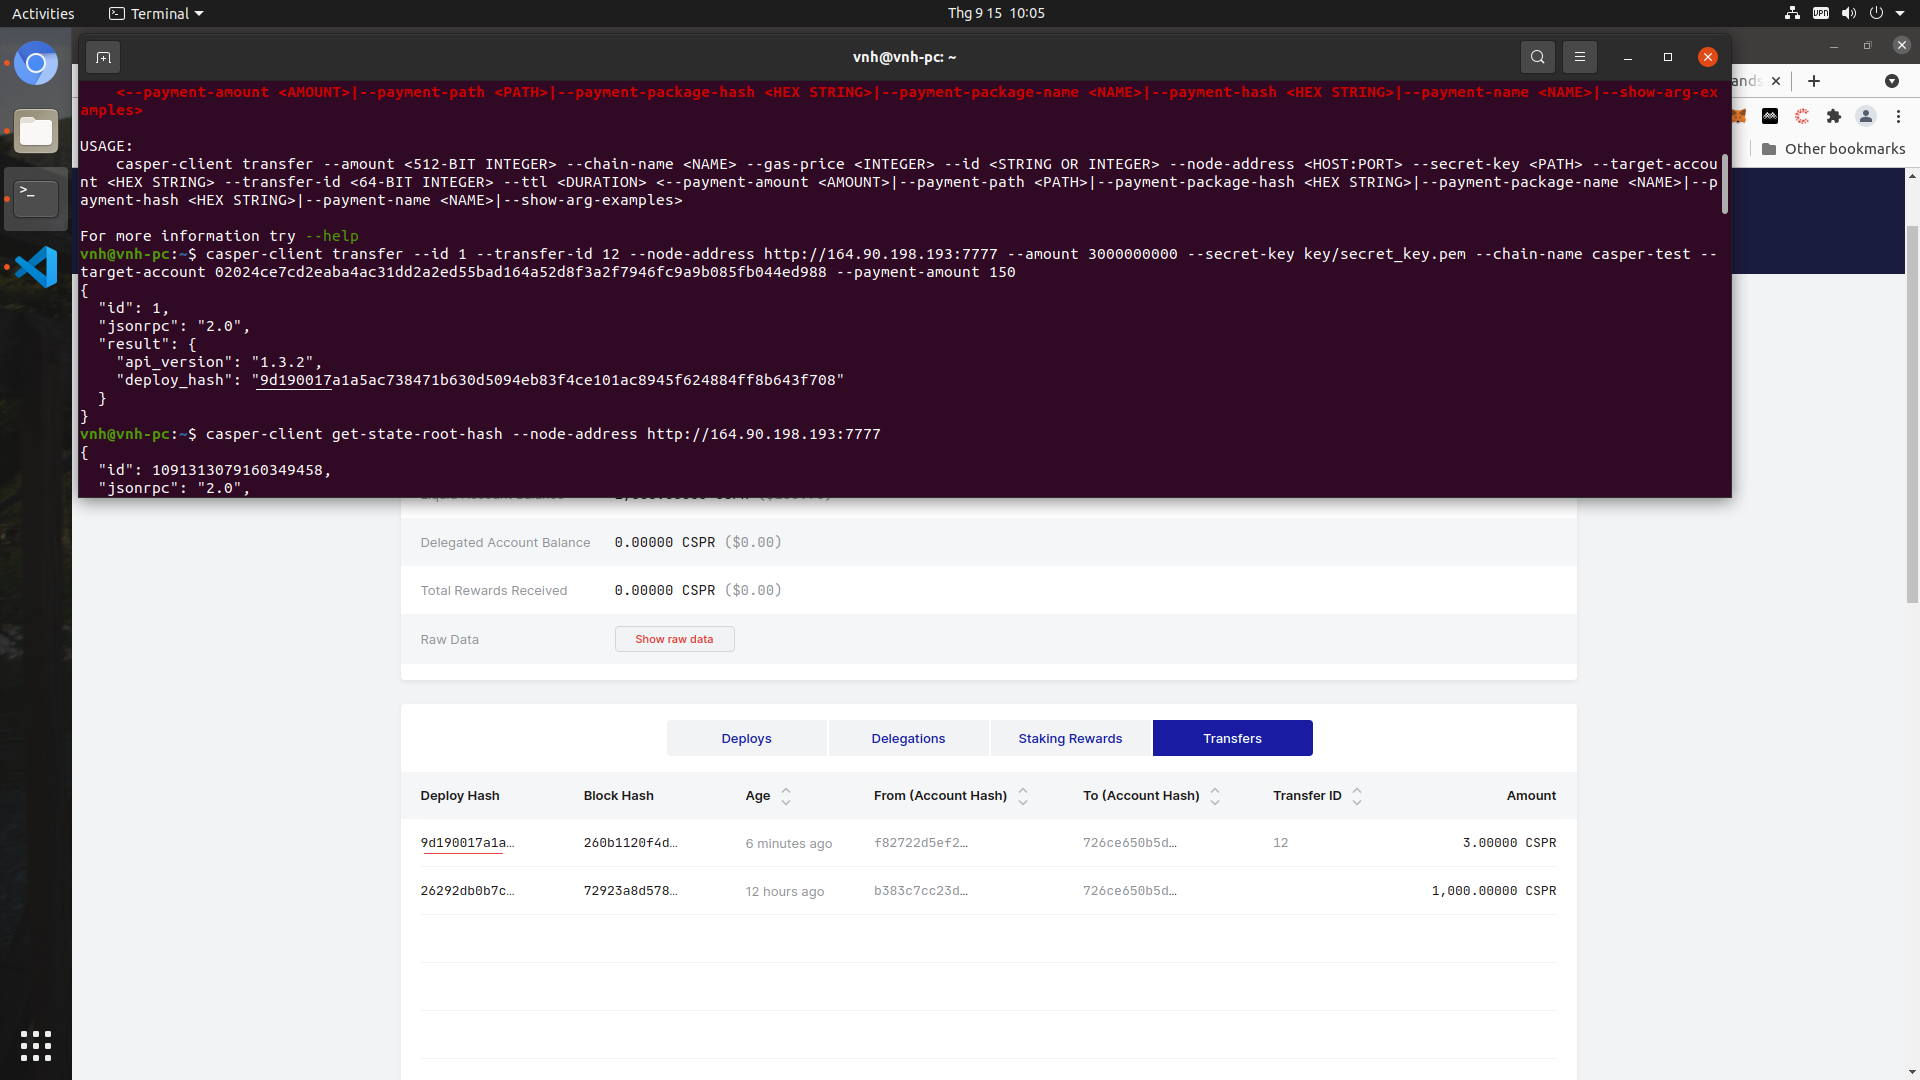 Activities
Terminal
Thg 9 15 10:05
VPN
vnh@vnh-pc: ~
<--payment-amount <AMOUNT>|--payment-path <PATH>|--payment-package-hash <HEX STRING>|--payment-package-name <NAME>|--payment-hash <HEX STRING>|--payment-name <NAME>|--show-arg-ex
amples>
USAGE:
casper-client transfer --amount <512-BIT INTEGER> --chain-name <NAME> --gas-price <INTEGER> --id <STRING OR INTEGER> --node-address <HOST:PORT> --secret-key <PATH> --target-accou
nt <HEX STRING> --transfer-id <64-BIT INTEGER> --ttl <DURATION> <--payment-amount <AMOUNT>|--payment-path <PATH>|--payment-package-hash <HEX STRING>|--payment-package-name <NAME>|--p
ayment-hash <HEX STRING>|--payment-name <NAME>|--show-arg-examples>
For more information try --help
vnh@vnh-pc:~$ casper-client transfer --id 1 --transfer-id 12 --node-address http://164.90.198.193:7777 --amount 3000000000 --secret-key key/secret_key.pem --chain-name casper-test --
target-account 02024ce7cd2eaba4ac31dd2a2ed55bad164a52d8f3a2f7946fc9a9b085fb044ed988 --payment-amount 150
{
"id": 1,
"jsonrpc": "2.0",
"result": {
"api_version": "1.3.2",
"deploy_hash": "9d190017a1a5ac738471b630d5094eb83f4ce101ac8945f624884ff8b643f708"
}
}
vnh@vnh-pc:~$ casper-client get-state-root-hash --node-address http://164.90.198.193:7777
{
"id": 1091313079160349458,
"jsonrpc": "2.0",
ands
Other bookmarks
Delegated Account Balance 0.00000 CSPR ($0.00)
Total Rewards Received 0.00000 CSPR ($0.00)
Raw Data Show raw data
Deploys Delegations Staking Rewards Transfers
Deploy Hash Block Hash Age From (Account Hash) To (Account Hash) Transfer ID Amount
9d190017a1a… 260b1120f4d… 6 minutes ago f82722d5ef2… 726ce650b5d… 12 3.00000 CSPR
26292db0b7c… 72923a8d578… 12 hours ago b383c7cc23d… 726ce650b5d… 1,000.00000 CSPR